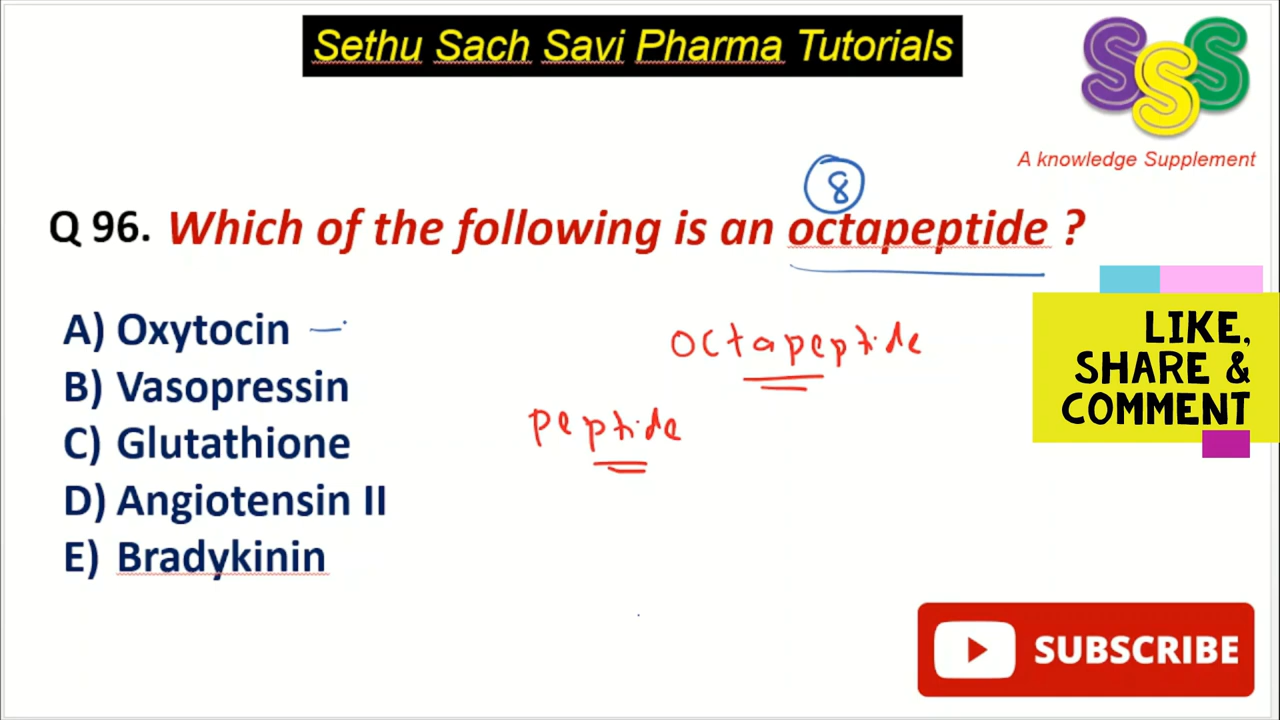 Sethu Sach Savi Pharma Tutorials
SSS
A knowledge Supplement
8
Q 96. Which of the following is an octapeptide ?
A) Oxytocin —
B) Vasopressin
C) Glutathione
D) Angiotensin II
E) Bradykinin
octapeptide
peptide
LIKE,
SHARE &
COMMENT
SUBSCRIBE